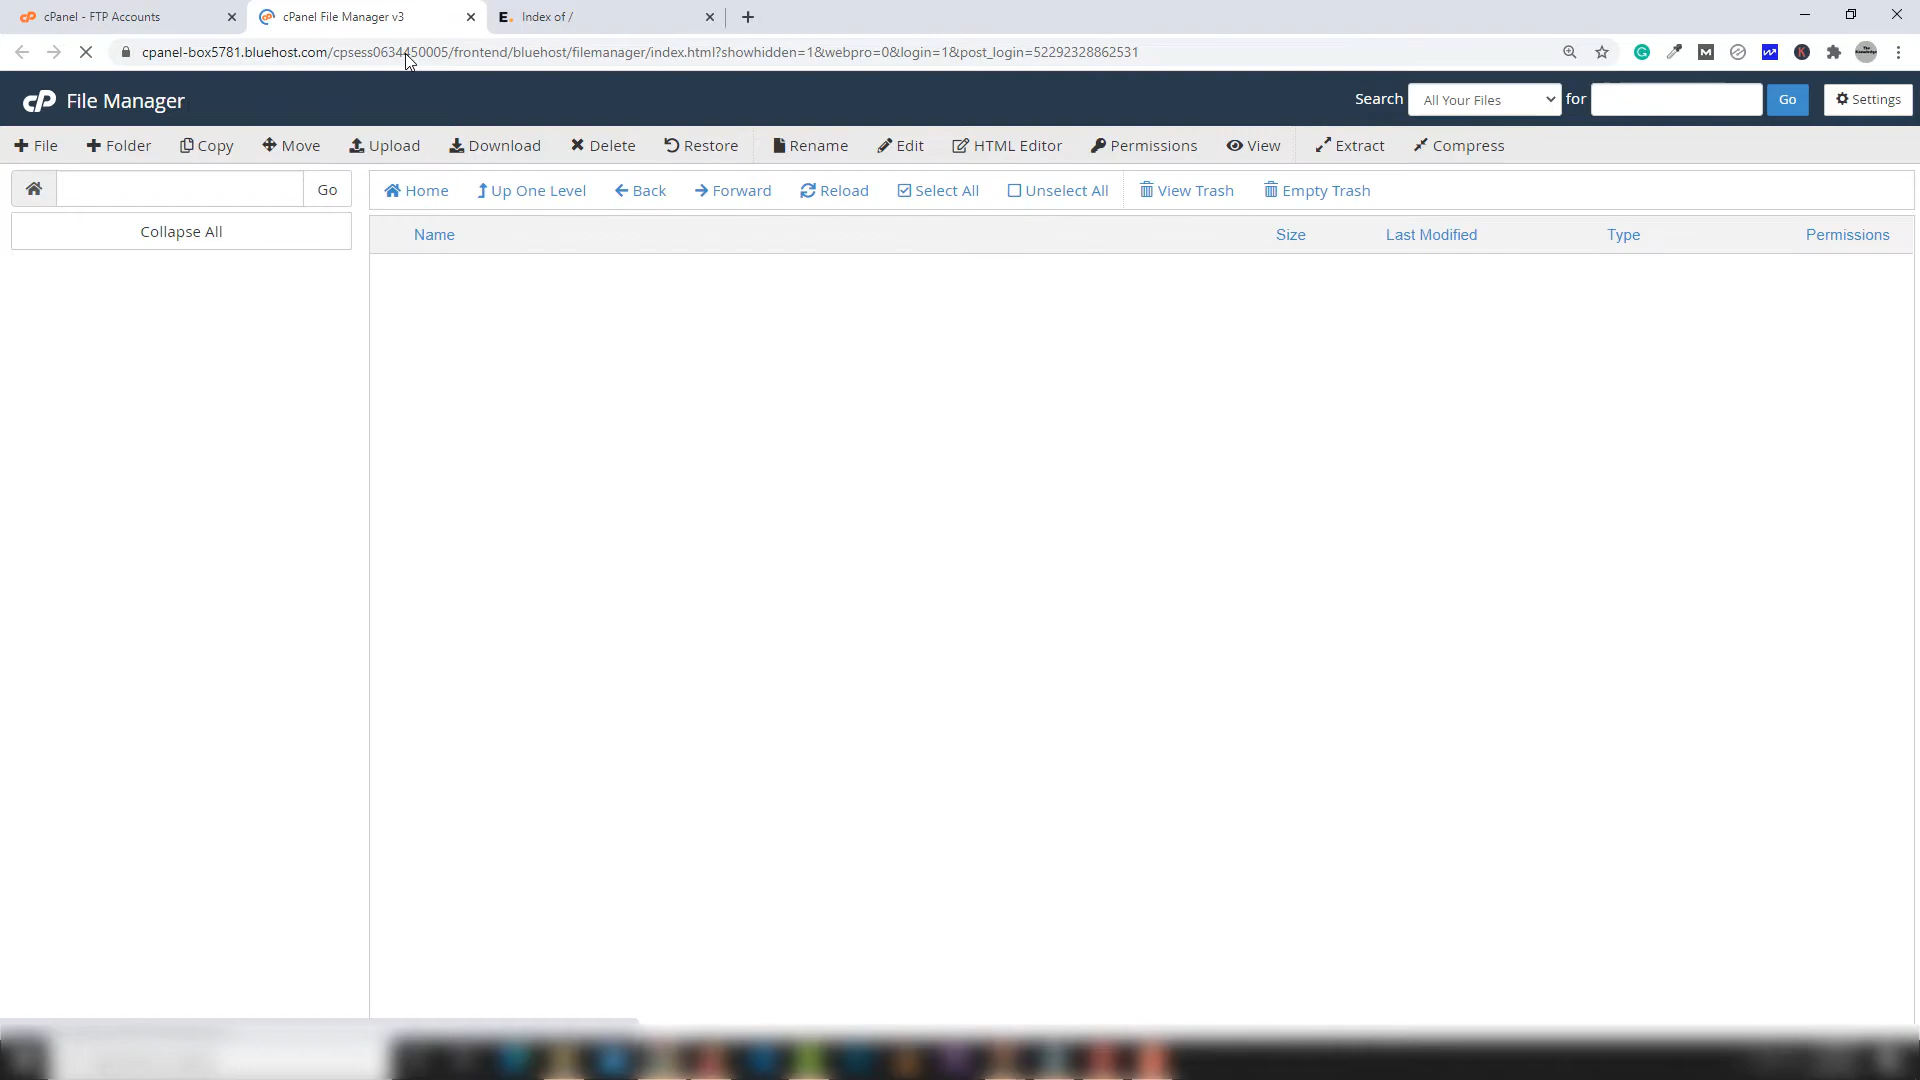 cPanel - FTP Accounts
cPanel File Manager v3
E. Index of /
cpanel-box5781.bluehost.com/cpsess0634450005/frontend/bluehost/filemanager/index.html?showhidden=1&webpro=0&login=1&post_login=52292328862531
cP File Manager
Search All Your Files for Go Settings
File Folder Copy Move Upload Download Delete Restore Rename Edit HTML Editor Permissions View Extract Compress
Go Home Up One Level Back Forward Reload Select All Unselect All View Trash Empty Trash
Collapse All
Name Size Last Modified Type Permissions